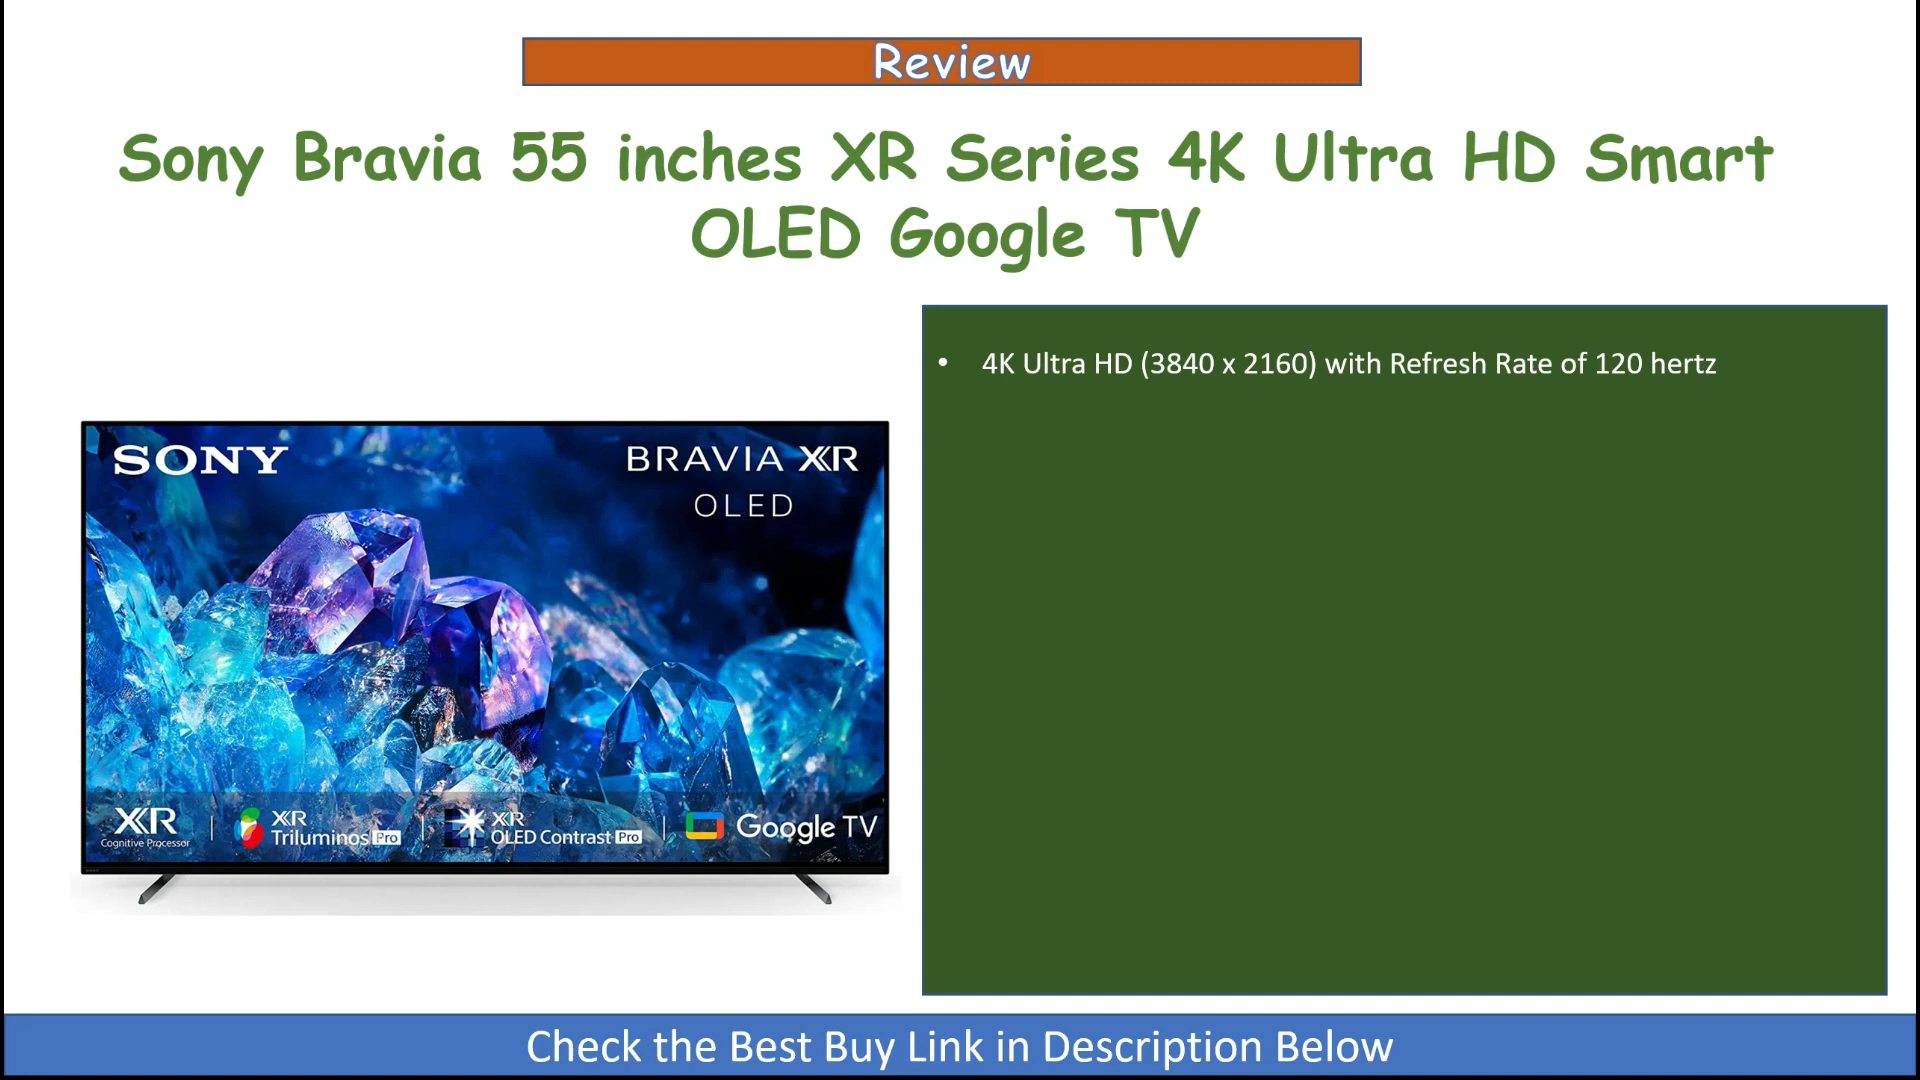 Review
Sony Bravia 55 inches XR Series 4K Ultra HD Smart
OLED Google TV
• 4K Ultra HD (3840 x 2160) with Refresh Rate of 120 hertz
SONY
BRAVIA XR
OLED
XR
Cognitive Processor
XR
Triluminos Pro
XR
OLED Contrast Pro
Google TV
Check the Best Buy Link in Description Below